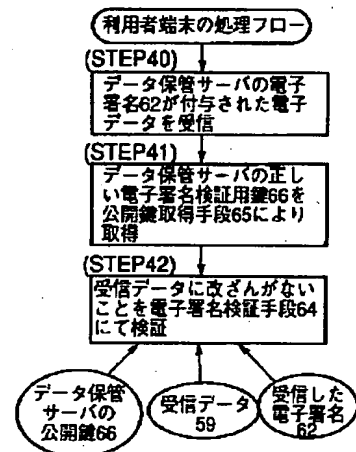 利用者端末の処理フロー
(STEP40)
データ保管サーバの電子
署名62が付与された電子
データを受信
(STEP41)
データ保管サーバの正し
い電子署名検証用鍵66を
公開鍵取得手段65により
取得
(STEP42)
受信データに改ざんがない
ことを電子署名検証手段64
にて検証
データ保管
サーバの
公開鍵66
受信データ
59
受信した
電子署名
62